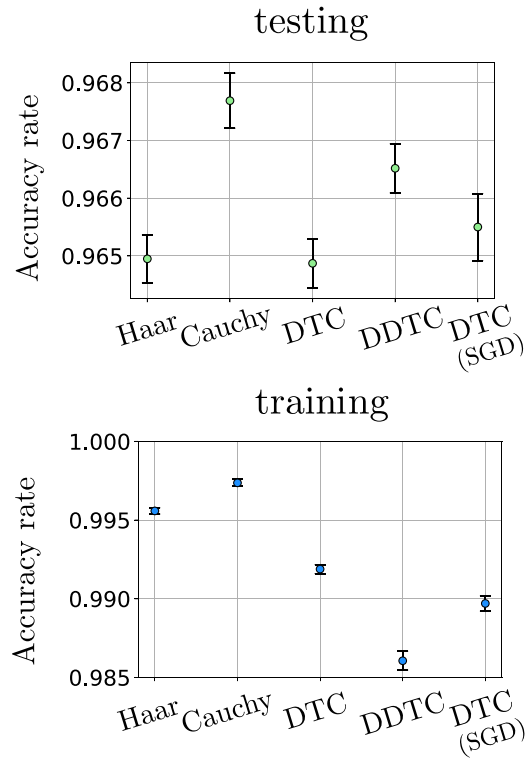 testing
Accuracy rate
0.968
0.967
0.966
0.965
Haar
Cauchy
DTC
DDTC
DTC
(SGD)
training
Accuracy rate
1.000
0.995
0.990
0.985
Haar
Cauchy
DTC
DDTC
DTC
(SGD)